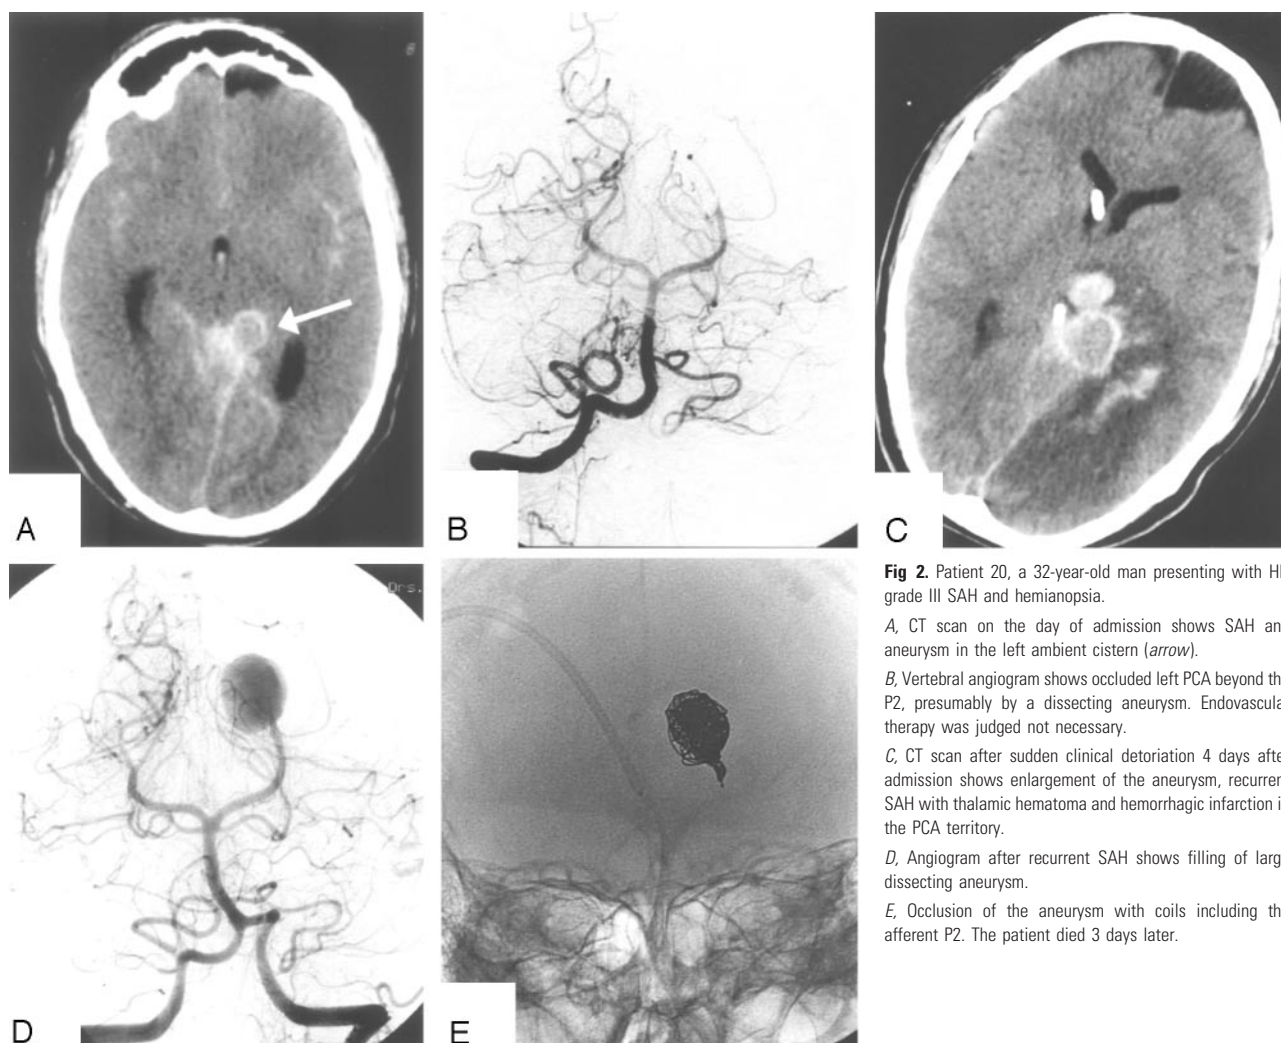 A
B
C
Drs.
D
E
Fig 2. Patient 20, a 32-year-old man presenting with H
grade III SAH and hemianopsia.
A, CT scan on the day of admission shows SAH an
aneurysm in the left ambient cistern (arrow).
B, Vertebral angiogram shows occluded left PCA beyond th
P2, presumably by a dissecting aneurysm. Endovascula
therapy was judged not necessary.
C, CT scan after sudden clinical detoriation 4 days afte
admission shows enlargement of the aneurysm, recurren
SAH with thalamic hematoma and hemorrhagic infarction i
the PCA territory.
D, Angiogram after recurrent SAH shows filling of larg
dissecting aneurysm.
E, Occlusion of the aneurysm with coils including th
afferent P2. The patient died 3 days later.